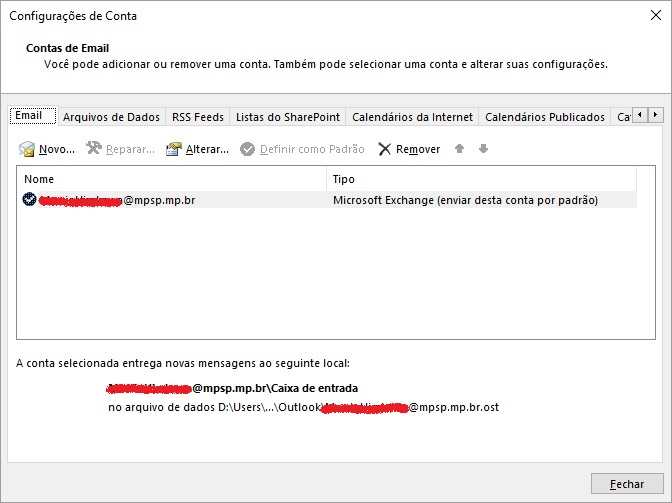 Configurações de Conta
Contas de Email
Você pode adicionar ou remover uma conta. Também pode selecionar uma conta e alterar suas configurações.
Email Arquivos de Dados RSS Feeds Listas do SharePoint Calendários da Internet Calendários Publicados Ca
Novo... Reparar... Alterar... Definir como Padrão Remover
Nome Tipo
@mpsp.mp.br Microsoft Exchange (enviar desta conta por padrão)
A conta selecionada entrega novas mensagens ao seguinte local:
@mpsp.mp.br\Caixa de entrada
no arquivo de dados D:\Users\...\Outlook\ @mpsp.mp.br.ost
Fechar